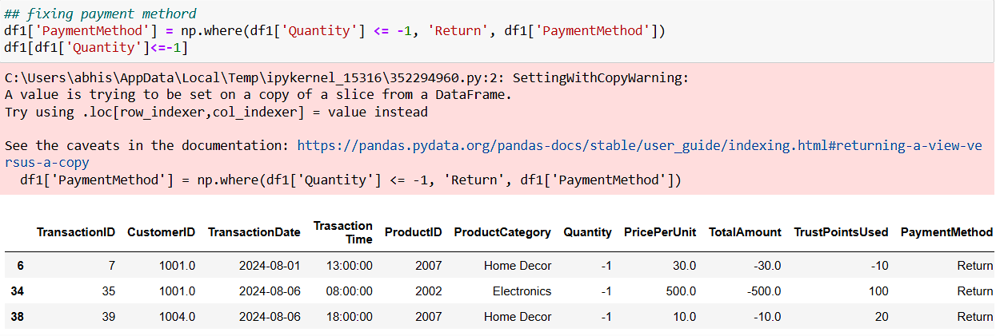 ## fixing payment methord
df1['PaymentMethod'] = np.where(df1['Quantity'] <= -1, 'Return', df1['PaymentMethod'])
df1[df1['Quantity']<=-1]
C:\Users\abhis\AppData\Local\Temp\ipykernel_15316\352294960.py:2: SettingWithCopyWarning:
A value is trying to be set on a copy of a slice from a DataFrame.
Try using .loc[row_indexer,col_indexer] = value instead
See the caveats in the documentation: https://pandas.pydata.org/pandas-docs/stable/user_guide/indexing.html#returning-a-view-ve
rsus-a-copy
df1['PaymentMethod'] = np.where(df1['Quantity'] <= -1, 'Return', df1['PaymentMethod'])
TransactionID CustomerID TransactionDate Trasaction Time ProductID ProductCategory Quantity PricePerUnit TotalAmount TrustPointsUsed PaymentMethod
6 7 1001.0 2024-08-01 13:00:00 2007 Home Decor -1 30.0 -30.0 -10 Return
34 35 1001.0 2024-08-06 08:00:00 2002 Electronics -1 500.0 -500.0 100 Return
38 39 1004.0 2024-08-06 18:00:00 2007 Home Decor -1 10.0 -10.0 20 Return